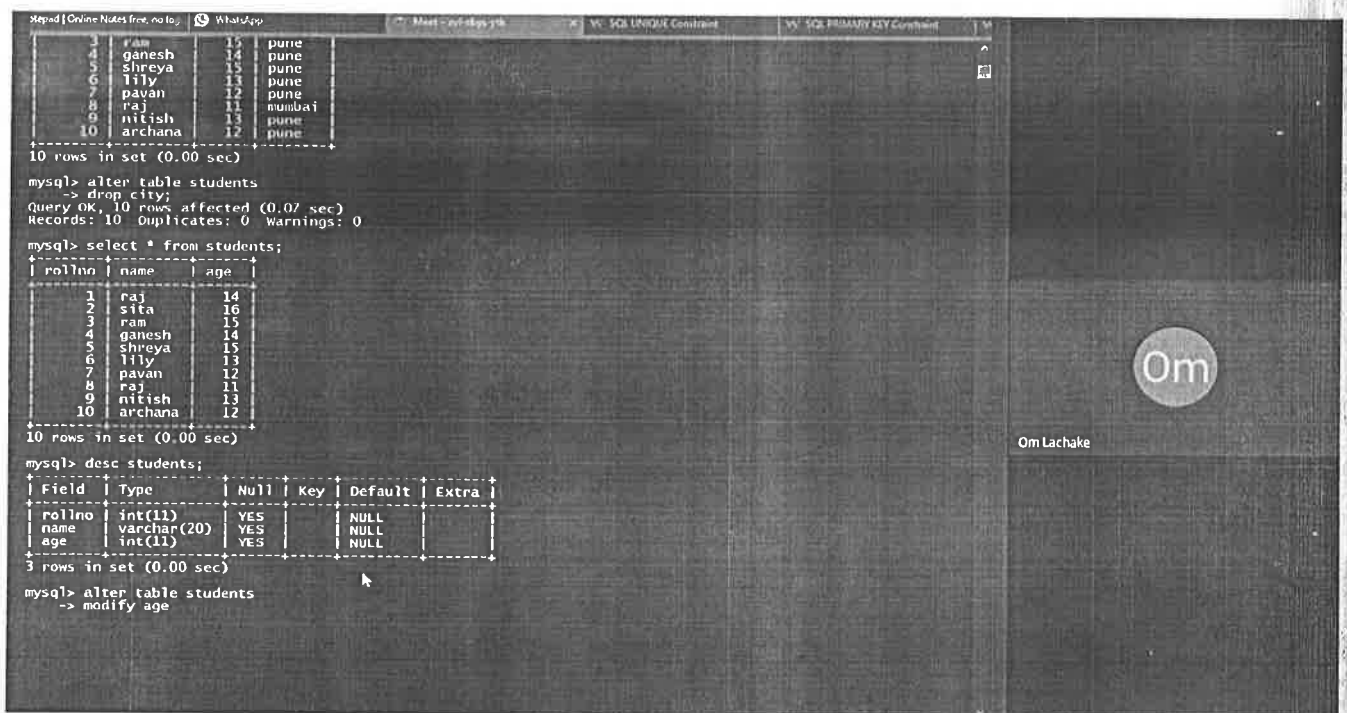 Notepad | Online Notes free, no log WhatsApp Meet - SQL UNIQUE Constraint SQL PRIMARY KEY Constraint
| 3 | ram | 15 | pune |
| 4 | ganesh | 14 | pune |
| 5 | shreya | 15 | pune |
| 6 | lily | 13 | pune |
| 7 | pavan | 12 | pune |
| 8 | raj | 11 | mumbai |
| 9 | nitish | 13 | pune |
| 10 | archana | 12 | pune |
10 rows in set (0.00 sec)
mysql> alter table students
-> drop city;
Query OK, 10 rows affected (0.07 sec)
Records: 10 Duplicates: 0 Warnings: 0
mysql> select * from students;
| rollno | name | age |
| 1 | raj | 14 |
| 2 | sita | 16 |
| 3 | ram | 15 |
| 4 | ganesh | 14 |
| 5 | shreya | 15 |
| 6 | lily | 13 |
| 7 | pavan | 12 |
| 8 | raj | 11 |
| 9 | nitish | 13 |
| 10 | archana | 12 |
10 rows in set (0.00 sec)
mysql> desc students;
| Field | Type | Null | Key | Default | Extra |
| rollno | int(11) | YES | | NULL | |
| name | varchar(20) | YES | | NULL | |
| age | int(11) | YES | | NULL | |
3 rows in set (0.00 sec)
mysql> alter table students
-> modify age
Om
Om Lachake